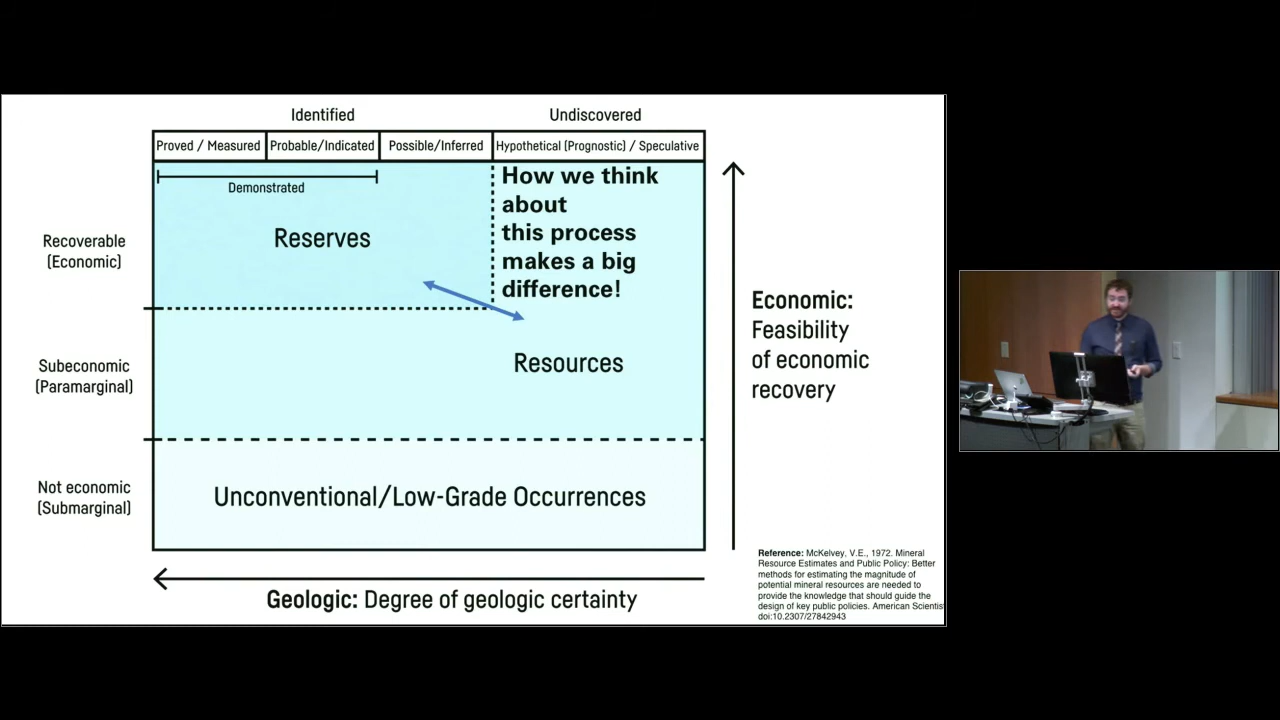 Identified
Undiscovered
Proved / Measured
Probable/Indicated
Possible/Inferred
Hypothetical (Prognostic) / Speculative
Demonstrated
How we think
about
this process
makes a big
difference!
Recoverable
(Economic)
Reserves
Economic:
Feasibility
of economic
recovery
Subeconomic
(Paramarginal)
Resources
Not economic
(Submarginal)
Unconventional/Low-Grade Occurrences
Geologic: Degree of geologic certainty
Reference: McKelvey, V.E., 1972. Mineral
Resource Estimates and Public Policy: Better
methods for estimating the magnitude of
potential mineral resources are needed to
provide the knowledge that should guide the
design of key public policies. American Scientist
doi:10.2307/27842943